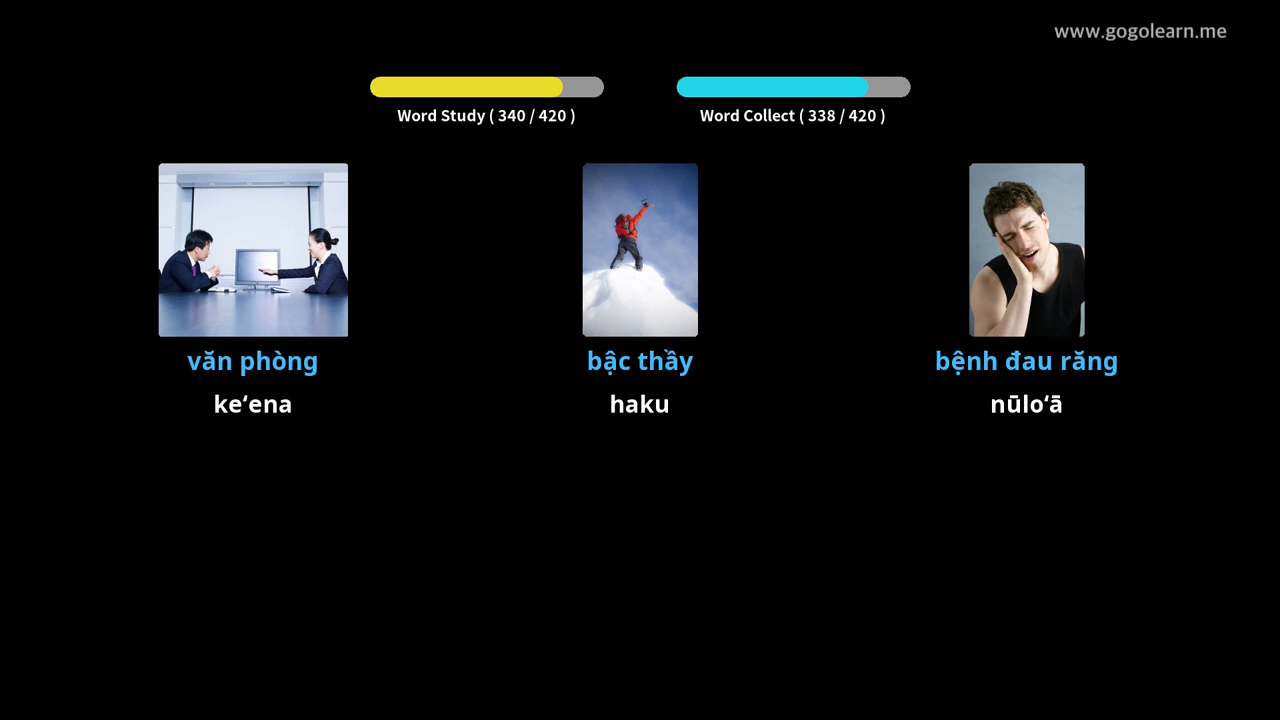 www.gogolearn.me
Word Study ( 340 / 420 )
Word Collect ( 338 / 420 )
văn phòng
bậc thầy
bệnh đau răng
keʻena
haku
nūloʻā